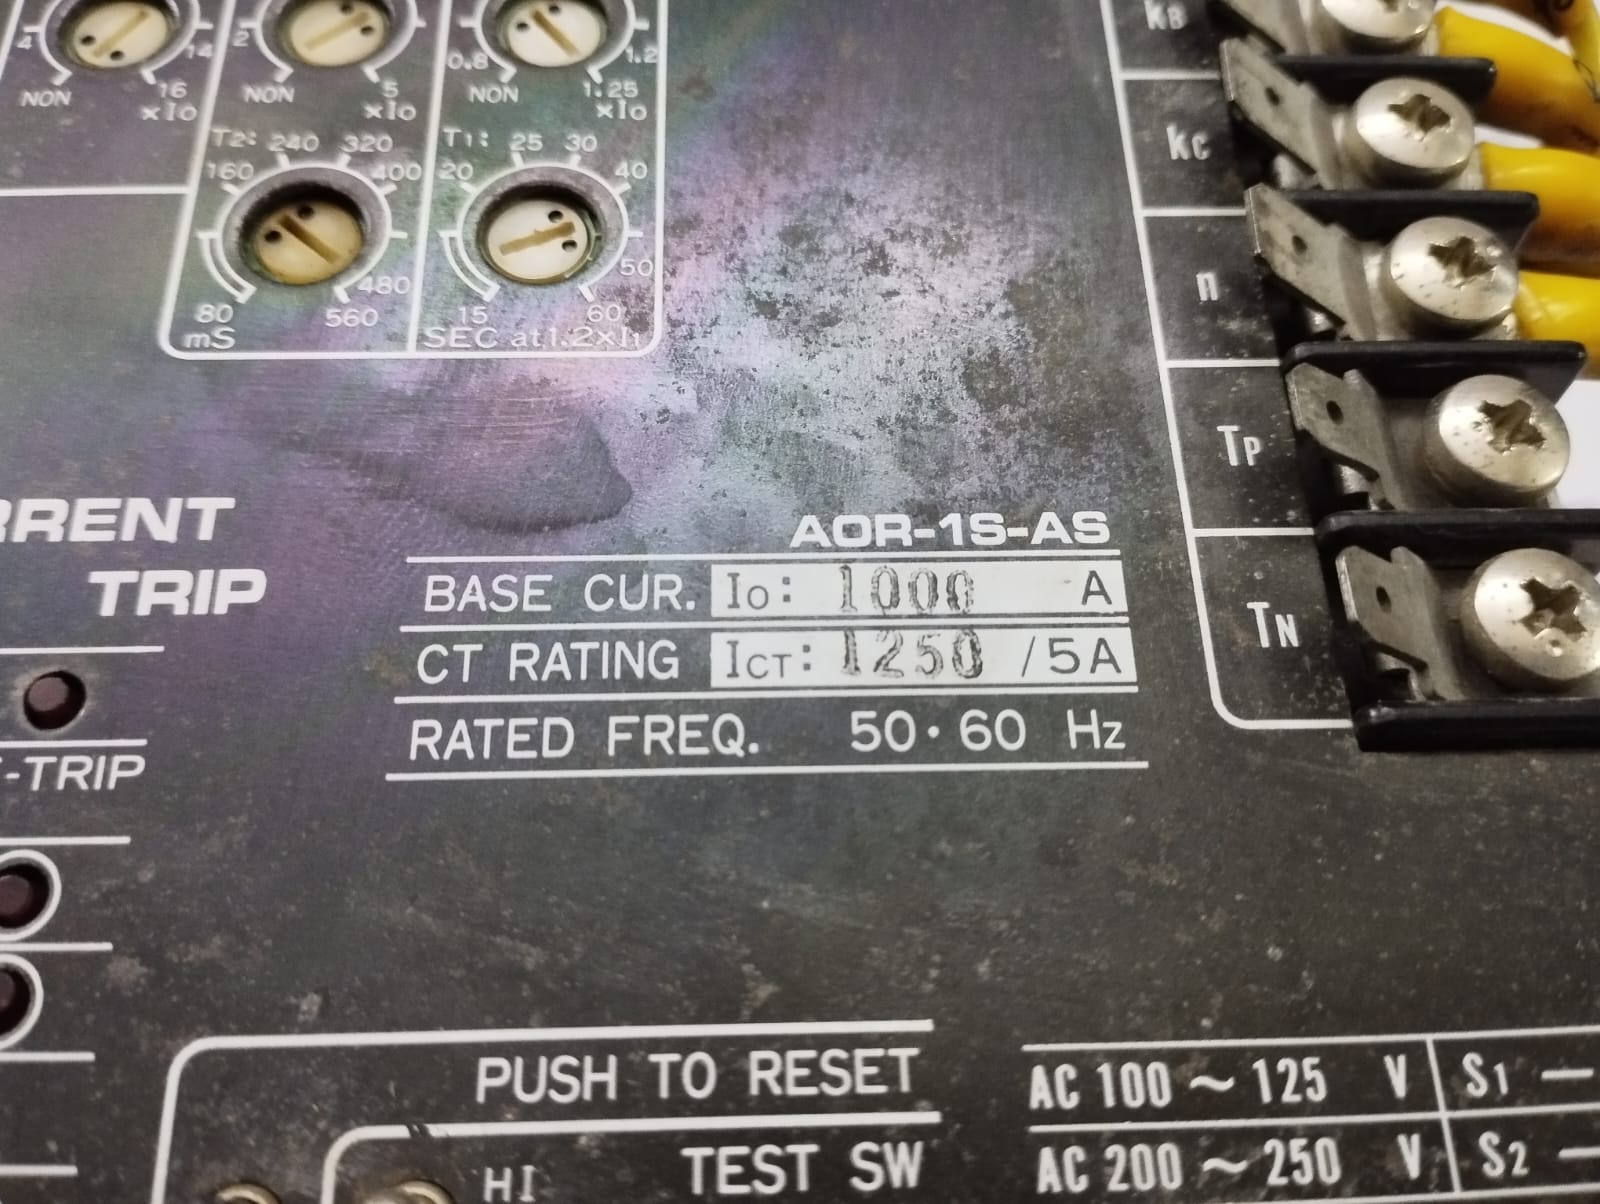 4 14 2 0.8 1.2
NON 16 NON 5 NON 1.25
xIo xIo xIo
T2: 240 320 T1: 25 30
160 400 20 40
480 50
80 560 15 60
mS SEC at 1.2xI1
kB
kc
n
TP
TN
RRENT
TRIP
-TRIP
AOR-1S-AS
BASE CUR. Io: 1000 A
CT RATING ICT: 1250 /5A
RATED FREQ. 50·60 Hz
PUSH TO RESET
TEST SW
HI
AC 100 ~ 125 V S1
AC 200 ~ 250 V S2